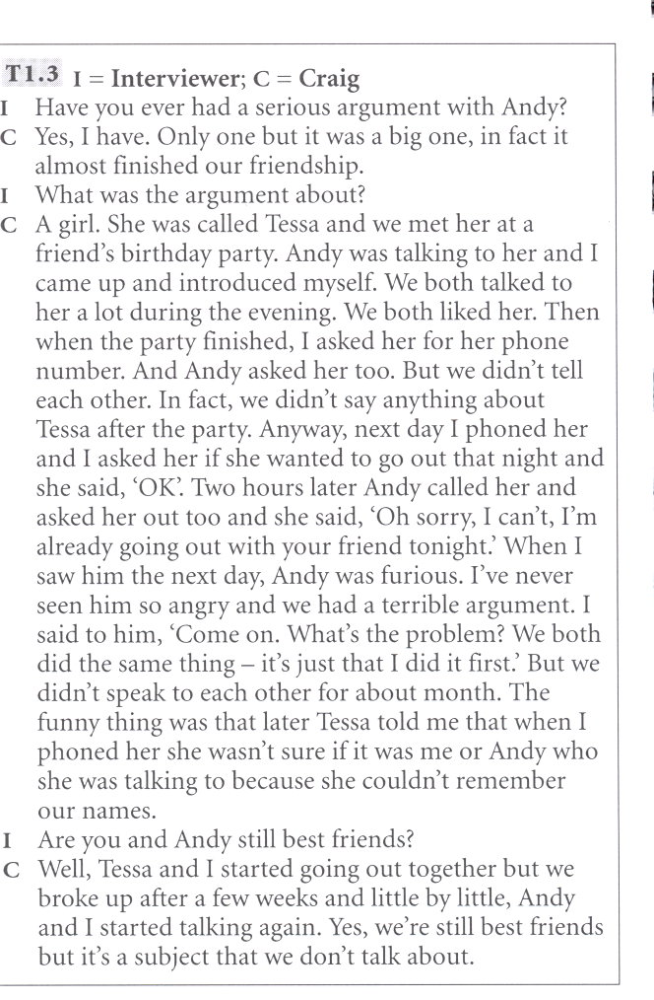 T1.3 I = Interviewer; C = Craig
I Have you ever had a serious argument with Andy?
C Yes, I have. Only one but it was a big one, in fact it
almost finished our friendship.
I What was the argument about?
C A girl. She was called Tessa and we met her at a
friend's birthday party. Andy was talking to her and I
came up and introduced myself. We both talked to
her a lot during the evening. We both liked her. Then
when the party finished, I asked her for her phone
number. And Andy asked her too. But we didn't tell
each other. In fact, we didn't say anything about
Tessa after the party. Anyway, next day I phoned her
and I asked her if she wanted to go out that night and
she said, 'OK'. Two hours later Andy called her and
asked her out too and she said, 'Oh sorry, I can't, I'm
already going out with your friend tonight.' When I
saw him the next day, Andy was furious. I've never
seen him so angry and we had a terrible argument. I
said to him, 'Come on. What's the problem? We both
did the same thing – it's just that I did it first.' But we
didn't speak to each other for about month. The
funny thing was that later Tessa told me that when I
phoned her she wasn't sure if it was me or Andy who
she was talking to because she couldn't remember
our names.
I Are you and Andy still best friends?
C Well, Tessa and I started going out together but we
broke up after a few weeks and little by little, Andy
and I started talking again. Yes, we're still best friends
but it's a subject that we don't talk about.